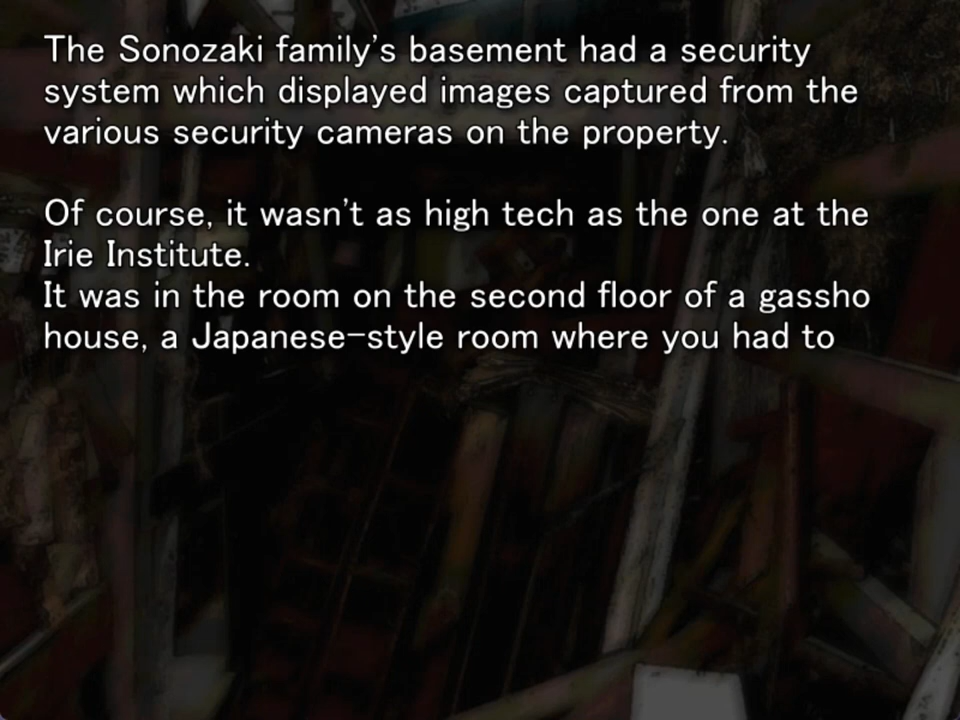 The Sonozaki family's basement had a security
system which displayed images captured from the
various security cameras on the property.
Of course, it wasn't as high tech as the one at the
Irie Institute.
It was in the room on the second floor of a gassho
house, a Japanese-style room where you had to